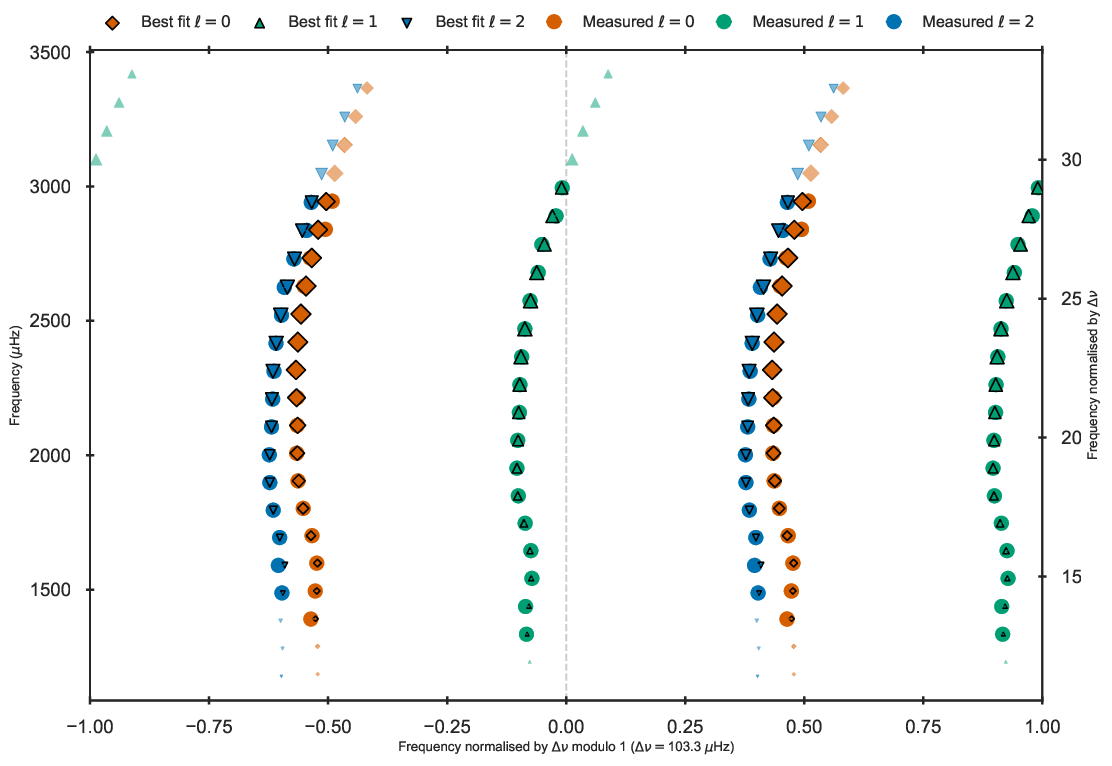 Best fit ℓ = 0 Best fit ℓ = 1 Best fit ℓ = 2 Measured ℓ = 0 Measured ℓ = 1 Measured ℓ = 2
3500
3000
2500
2000
1500
Frequency (μHz)
30
25
20
15
Frequency normalised by Δν
−1.00 −0.75 −0.50 −0.25 0.00 0.25 0.50 0.75 1.00
Frequency normalised by Δν modulo 1 (Δν = 103.3 μHz)